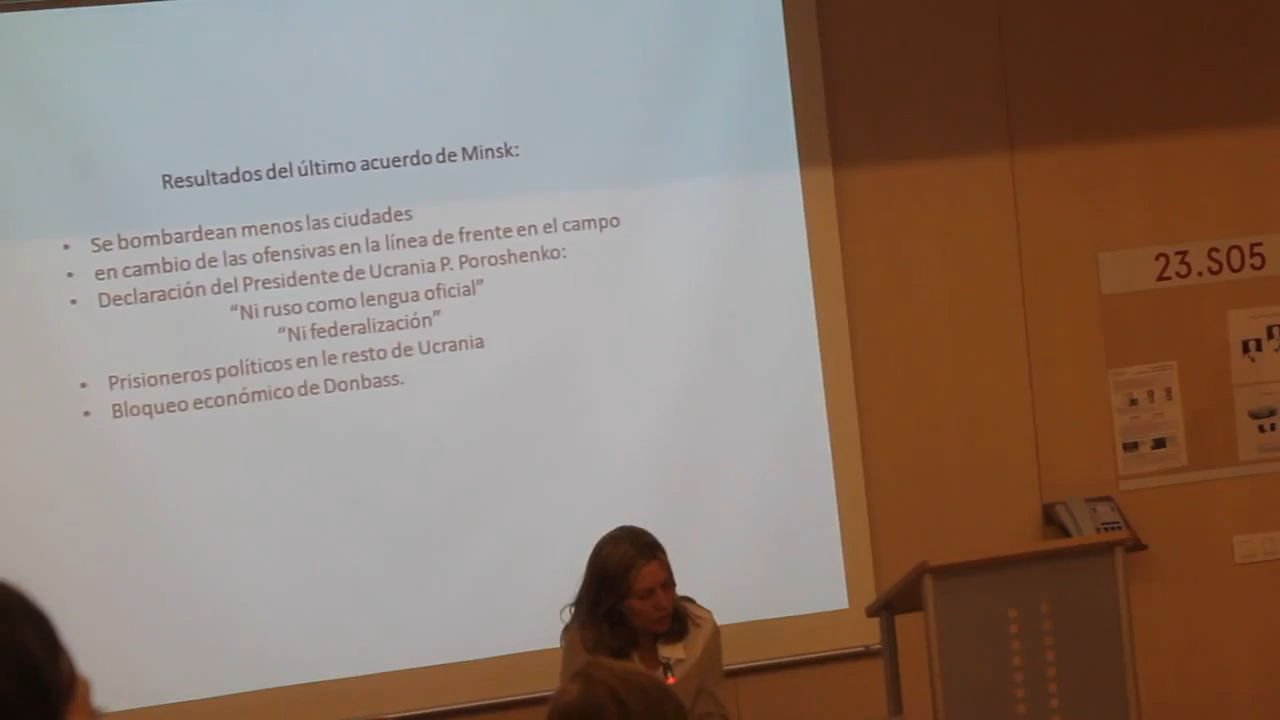 Resultados del último acuerdo de Minsk:
• Se bombardean menos las ciudades
• en cambio de las ofensivas en la línea de frente en el campo
• Declaración del Presidente de Ucrania P. Poroshenko:
“Ni ruso como lengua oficial”
“Ni federalización”
• Prisioneros políticos en le resto de Ucrania
• Bloqueo económico de Donbass.
23.S05